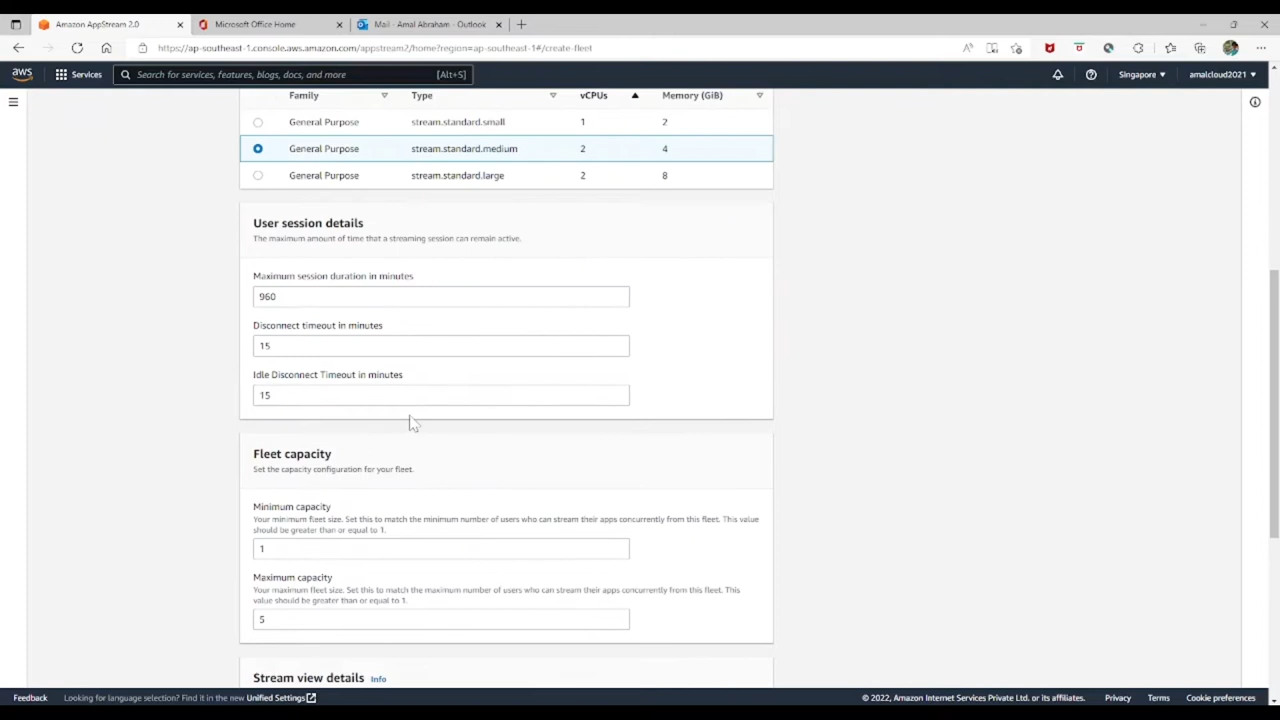 Amazon AppStream 2.0
Microsoft Office Home
Mail - Amal Abraham - Outlook
https://ap-southeast-1.console.aws.amazon.com/appstream2/home?region=ap-southeast-1#/create-fleet
aws Services Search for services, features, blogs, docs, and more [Alt+S] Singapore ▼ amalcloud2021 ▼
Family Type vCPUs Memory (GiB)
General Purpose stream.standard.small 1 2
General Purpose stream.standard.medium 2 4
General Purpose stream.standard.large 2 8
User session details
The maximum amount of time that a streaming session can remain active.
Maximum session duration in minutes
960
Disconnect timeout in minutes
15
Idle Disconnect Timeout in minutes
15
Fleet capacity
Set the capacity configuration for your fleet.
Minimum capacity
Your minimum fleet size. Set this to match the minimum number of users who can stream their apps concurrently from this fleet. This value
should be greater than or equal to 1.
1
Maximum capacity
Your maximum fleet size. Set this to match the maximum number of users who can stream their apps concurrently from this fleet. This
value should be greater than or equal to 1.
5
Stream view details Info
Feedback Looking for language selection? Find it in the new Unified Settings © 2022, Amazon Internet Services Private Ltd. or its affiliates. Privacy Terms Cookie preferences